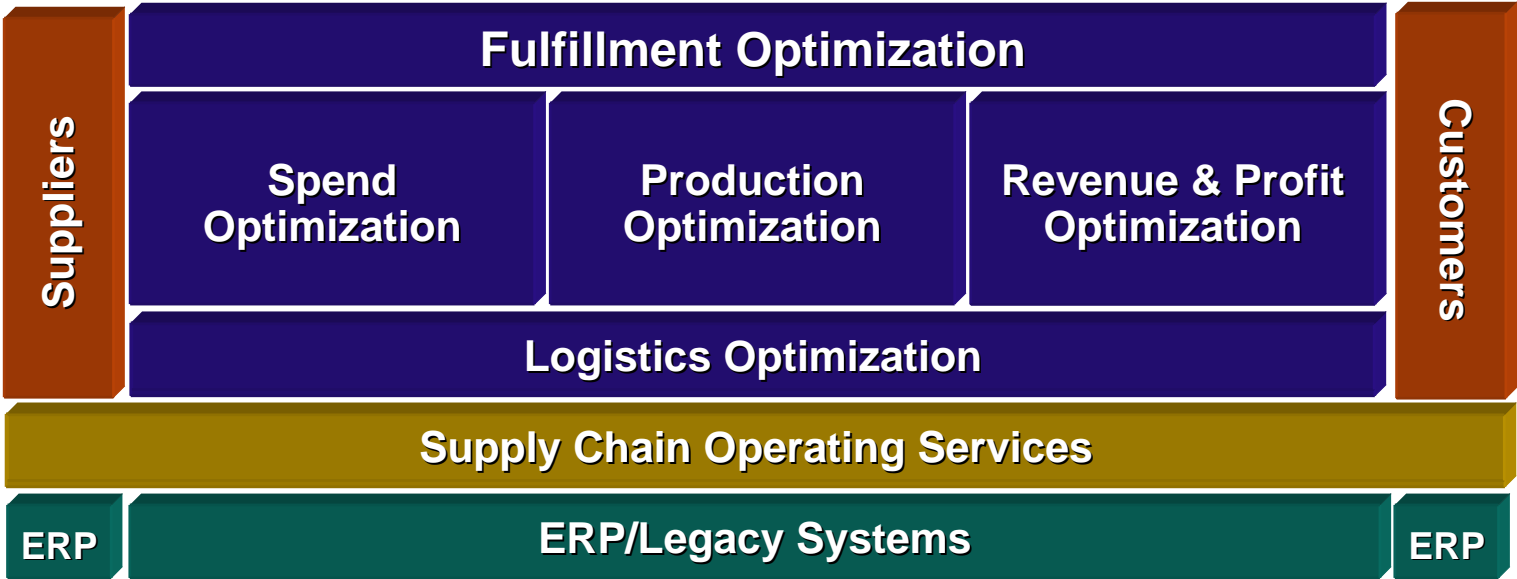 Fulfillment Optimization
Suppliers
Spend
Optimization
Production
Optimization
Revenue & Profit
Optimization
Customers
Logistics Optimization
Supply Chain Operating Services
ERP
ERP/Legacy Systems
ERP